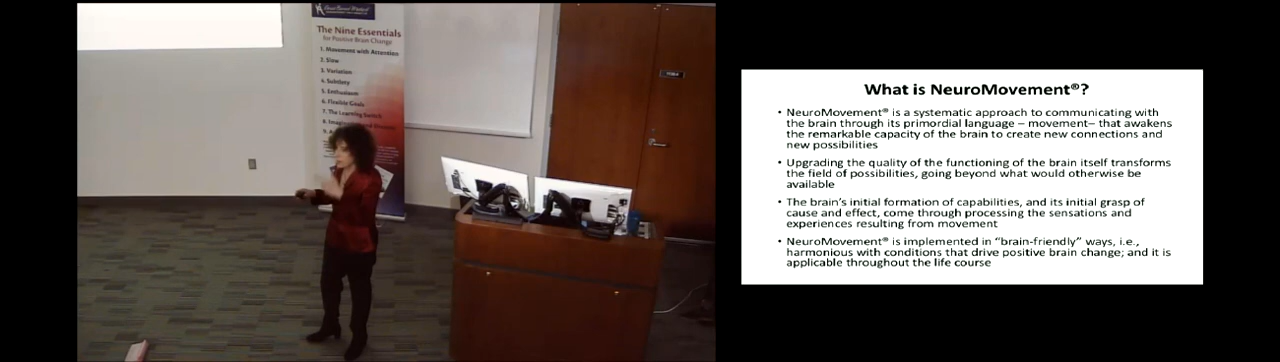 The Nine Essentials
for Positive Brain Change
1. Movement with Attention
2. Slow
3. Variation
4. Subtlety
5. Enthusiasm
6. Flexible Goals
7. The Learning Switch
8.
9.
What is NeuroMovement®?
• NeuroMovement® is a systematic approach to communicating with
the brain through its primordial language – movement– that awakens
the remarkable capacity of the brain to create new connections and
new possibilities
• Upgrading the quality of the functioning of the brain itself transforms
the field of possibilities, going beyond what would otherwise be
available
• The brain's initial formation of capabilities, and its initial grasp of
cause and effect, come through processing the sensations and
experiences resulting from movement
• NeuroMovement® is implemented in “brain-friendly” ways, i.e.,
harmonious with conditions that drive positive brain change; and it is
applicable throughout the life course